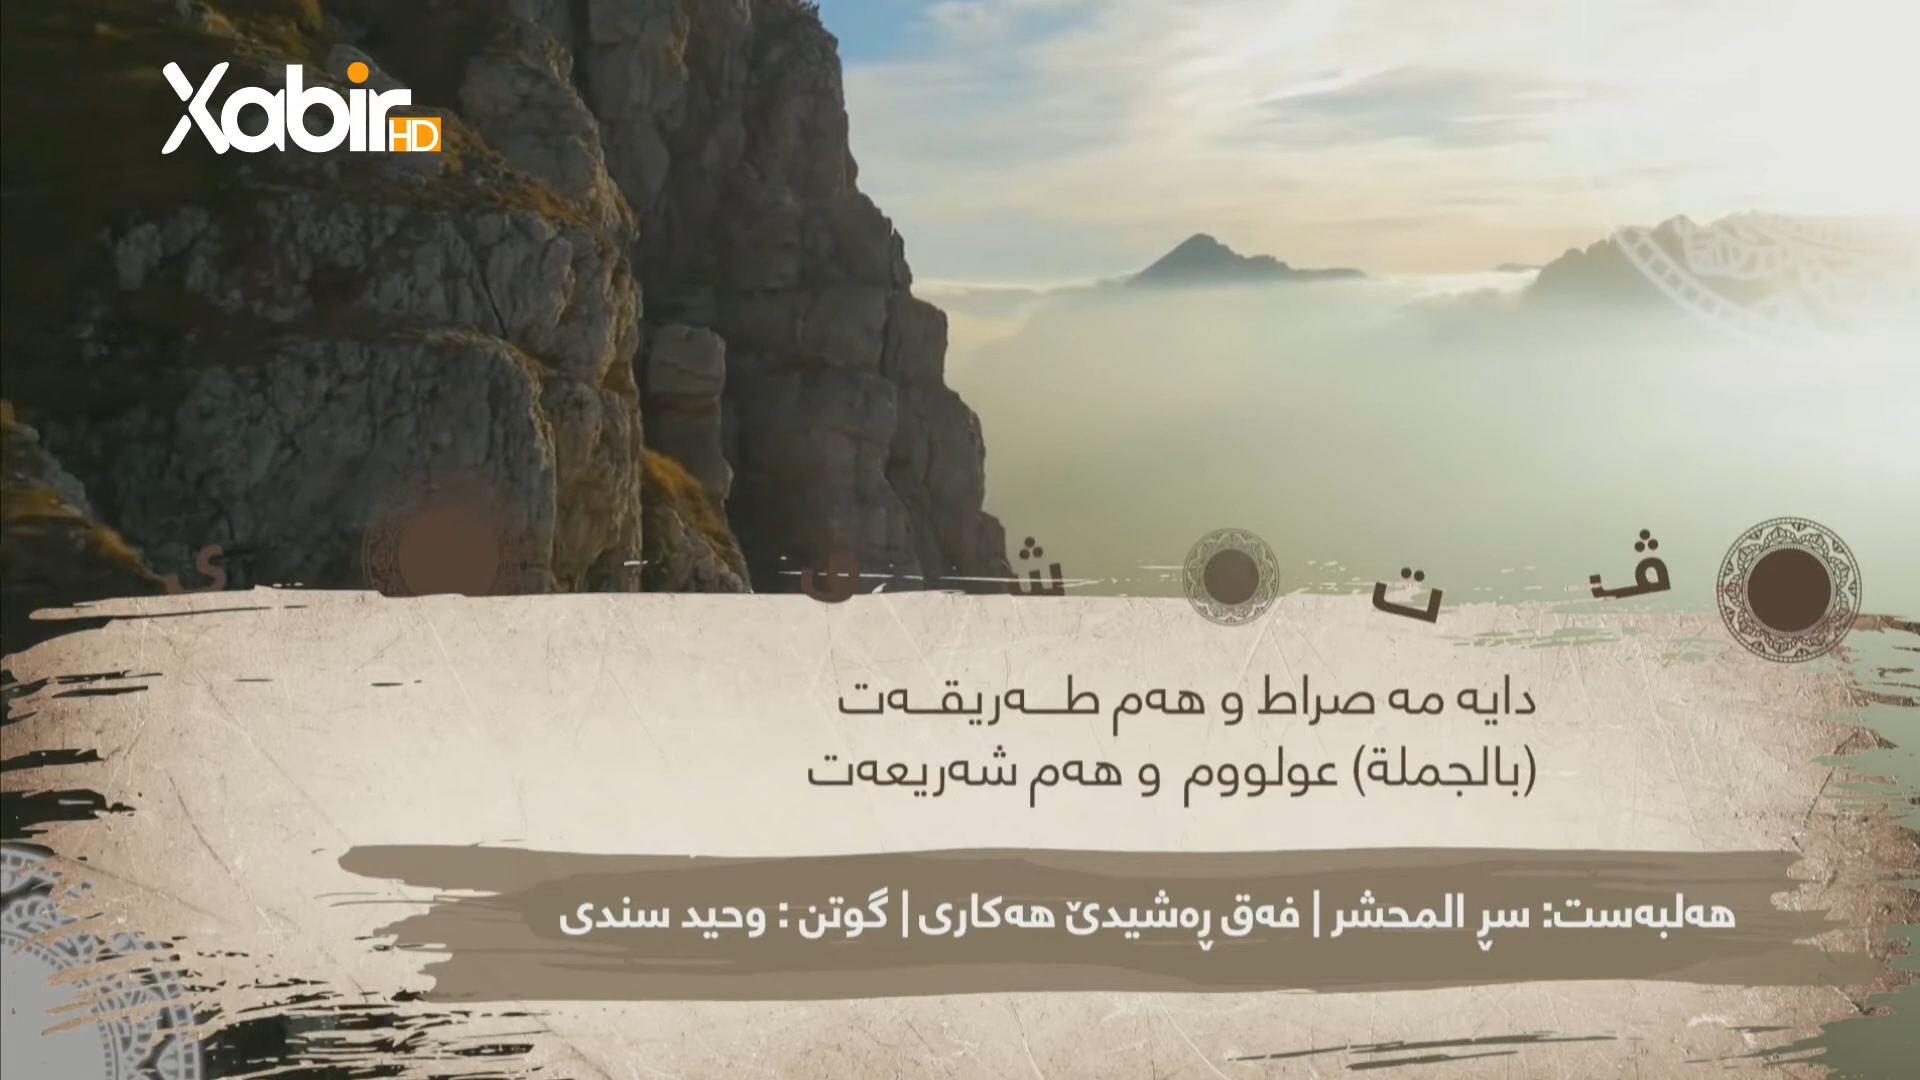 Xabir HD
ڤ ت ش ق ى
دایه مه صراط و هەم طـــەریقــەت
(بالجملة) عولووم و هەم شەریعەت
هەلبەست: سڕ المحشر | فەق ڕەشیدێ هەکاری | گوتن : وحید سندی